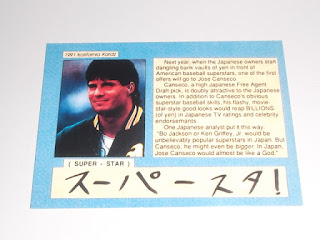 1991 kalifornia Kardz
Next year, when the Japanese owners start
dangling bank vaults of yen in front of
American baseball superstars, one of the first
offers will go to Jose Canseco.
Canseco, a high Japanese Free Agent
Draft pick, is doubly attractive to the Japanese
owners. In addition to Canseco's obvious
superstar baseball skills, his flashy, movie-
star-style good looks would reap BILLIONS
(of yen) in Japanese TV ratings and celebrity
endorsements.
One Japanese analyst put it this way.
"Bo Jackson or Ken Griffey, Jr. would be
unbelievably popular superstars in Japan. But
Canseco, he might even be bigger. In Japan,
Jose Canseco would almost be like a God."
( SUPER - STAR )
スーパースタ!